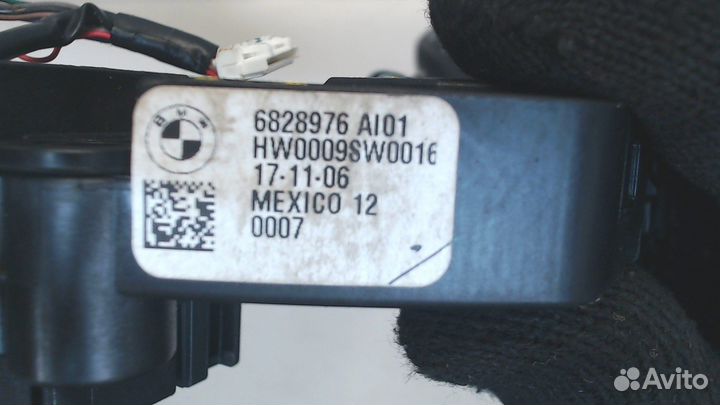 BMW
6828976 AI01
HW0009SW0016
17·11·06
MEXICO 12
0007
Avito